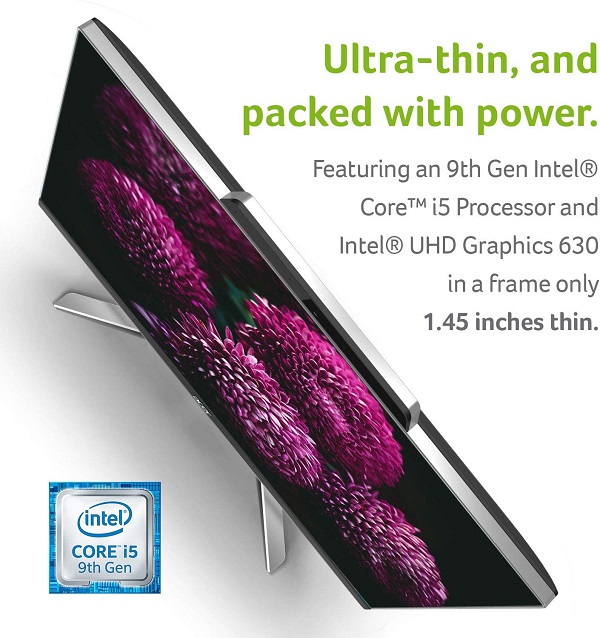 Ultra-thin, and
packed with power.
Featuring an 9th Gen Intel®
Core™ i5 Processor and
Intel® UHD Graphics 630
in a frame only
1.45 inches thin.
intel®
CORE™ i5
9th Gen